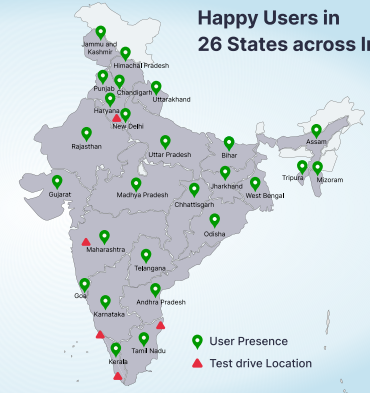 Happy Users in
26 States across In
Jammu and
Kashmir
Himachal Pradesh
Punjab
Chandigarh
Uttarakhand
Haryana
New Delhi
Rajasthan
Uttar Pradesh
Bihar
Assam
Gujarat
Madhya Pradesh
Jharkhand
Tripura
Mizoram
Chhattisgarh
West Bengal
Odisha
Maharashtra
Telangana
Goa
Andhra Pradesh
Karnataka
Tamil Nadu
Kerala
User Presence
Test drive Location